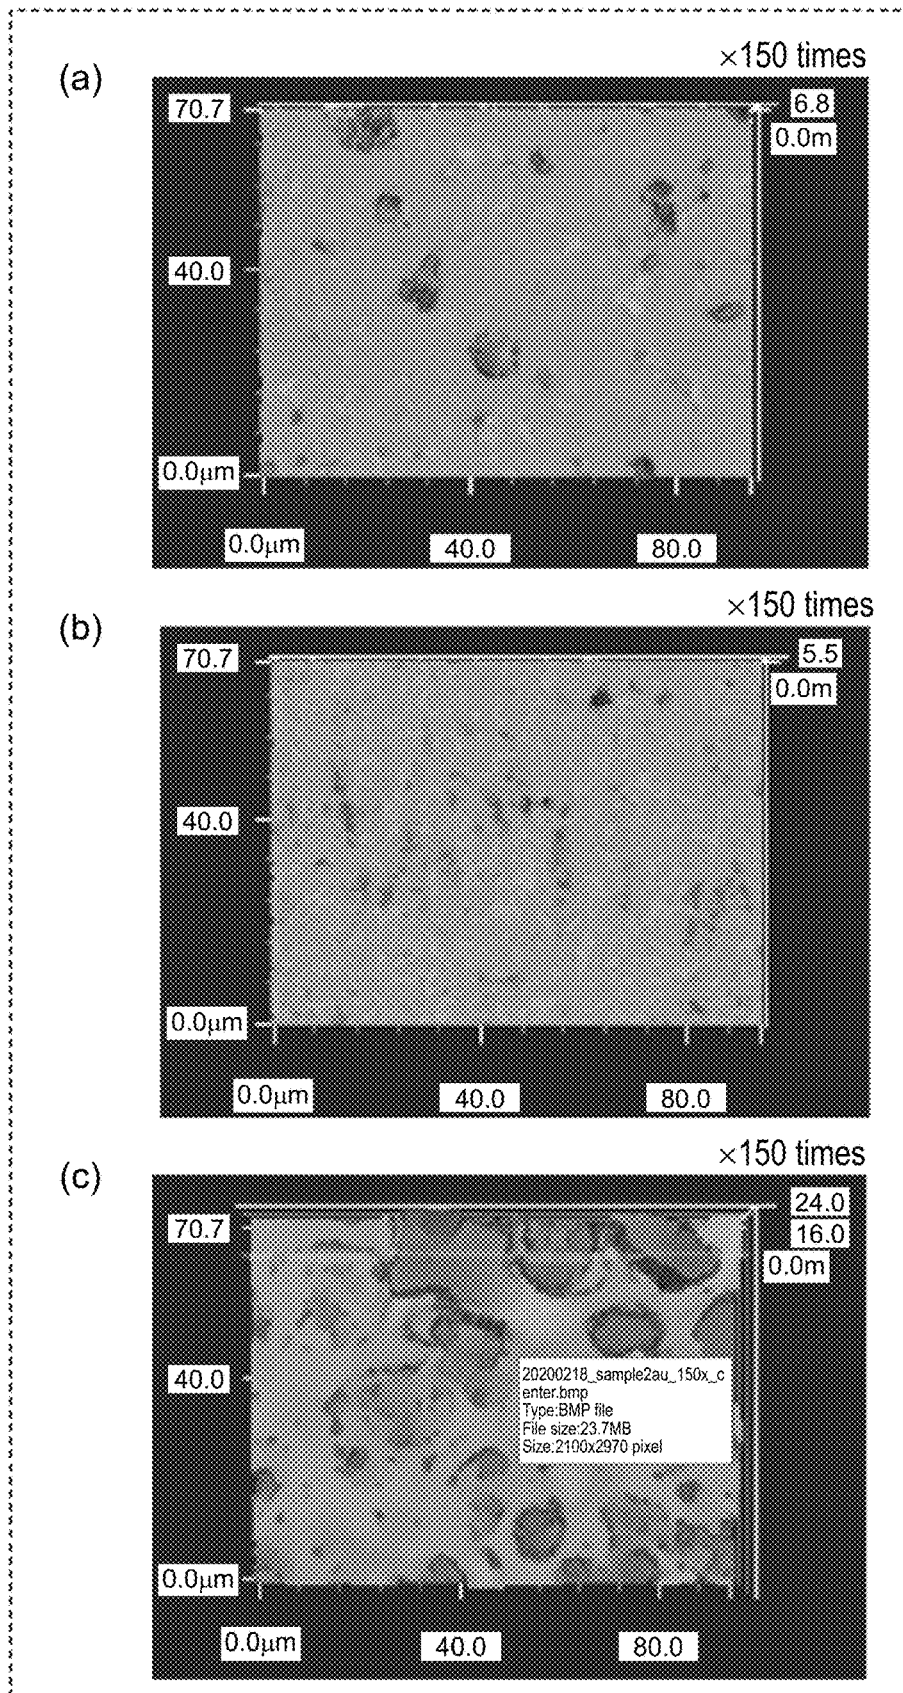 ×150 times
(a)
70.7
6.8
0.0m
40.0
0.0μm
0.0μm
40.0
80.0
×150 times
(b)
70.7
5.5
0.0m
40.0
0.0μm
0.0μm
40.0
80.0
×150 times
(c)
70.7
24.0
16.0
0.0m
40.0
20200218_sample2au_150x_c
enter.bmp
Type:BMP file
File size:23.7MB
Size:2100x2970 pixel
0.0μm
0.0μm
40.0
80.0